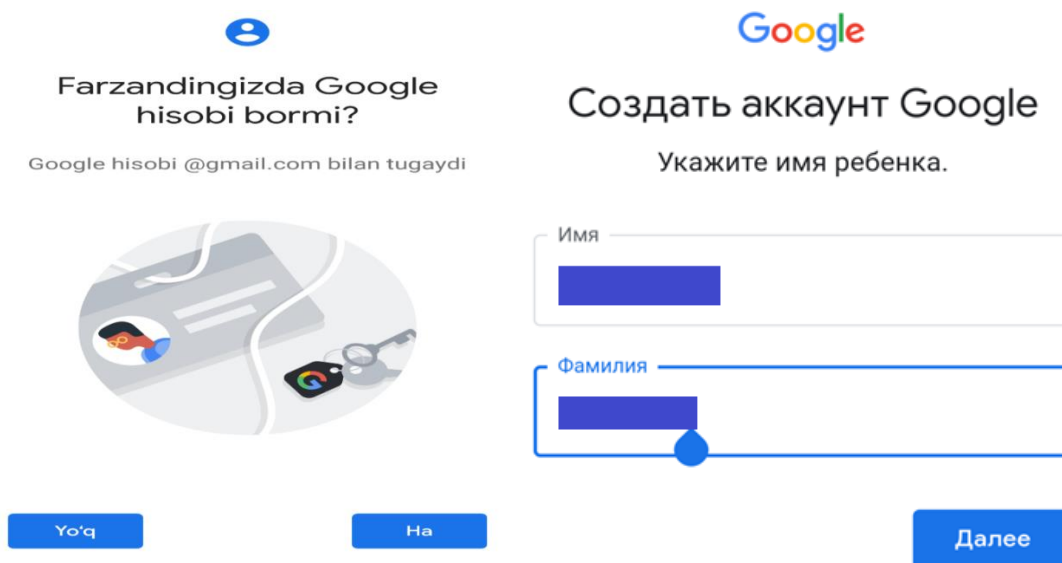 Farzandingizda Google
hisobi bormi?
Google hisobi @gmail.com bilan tugaydi
Yo‘q
Ha
Google
Создать аккаунт Google
Укажите имя ребенка.
Имя
Фамилия
Далее